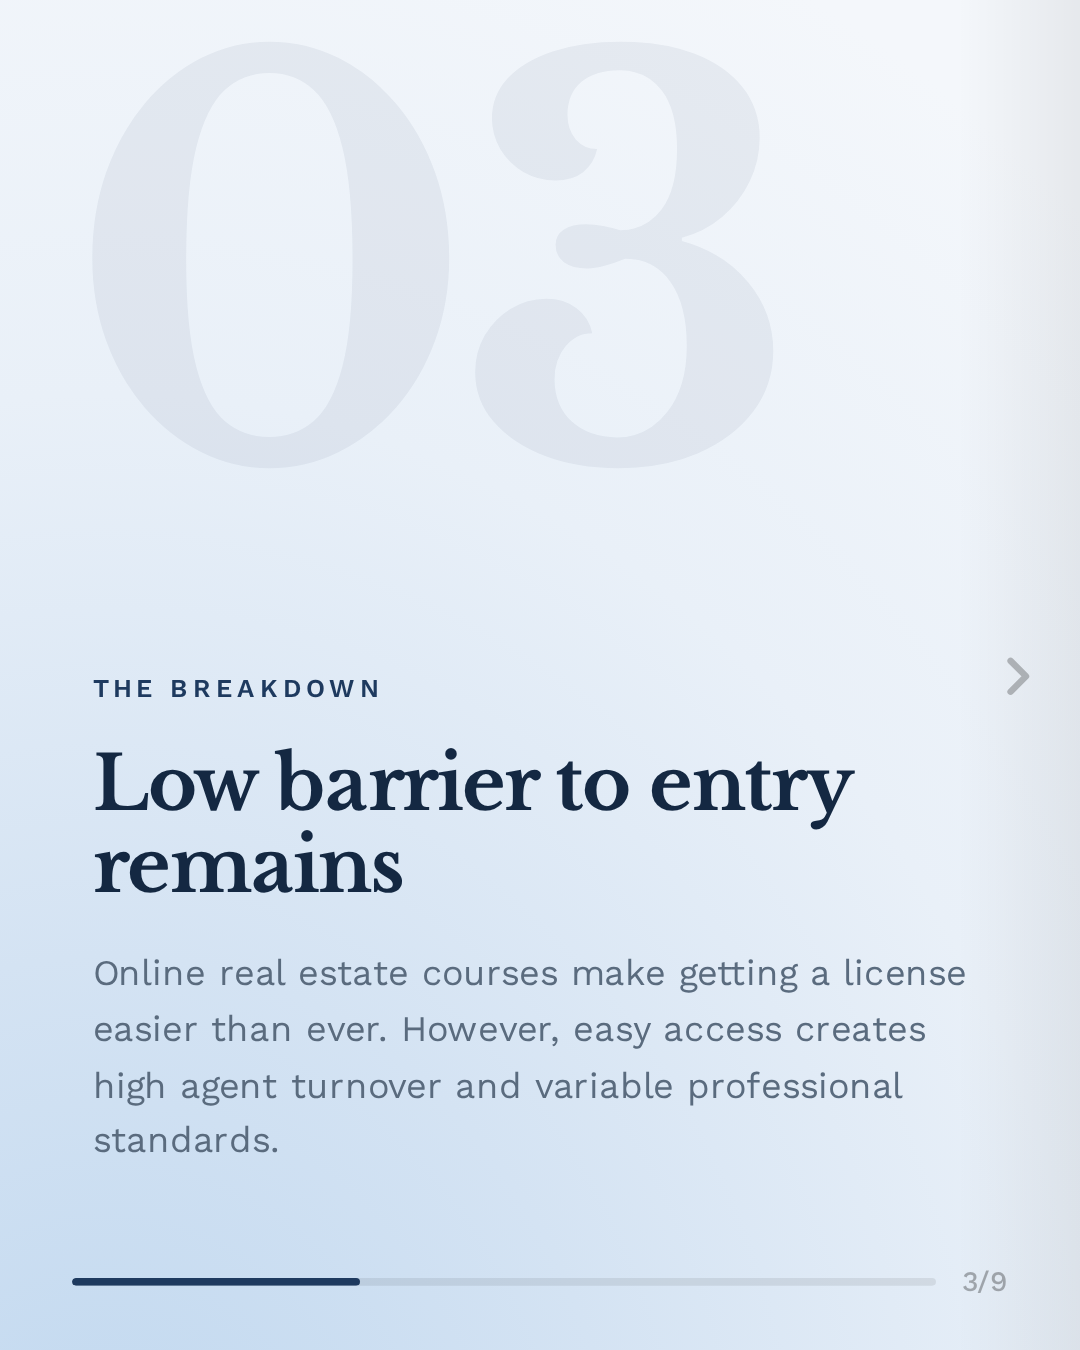 03
THE BREAKDOWN
Low barrier to entry
remains
Online real estate courses make getting a license
easier than ever. However, easy access creates
high agent turnover and variable professional
standards.
3/9